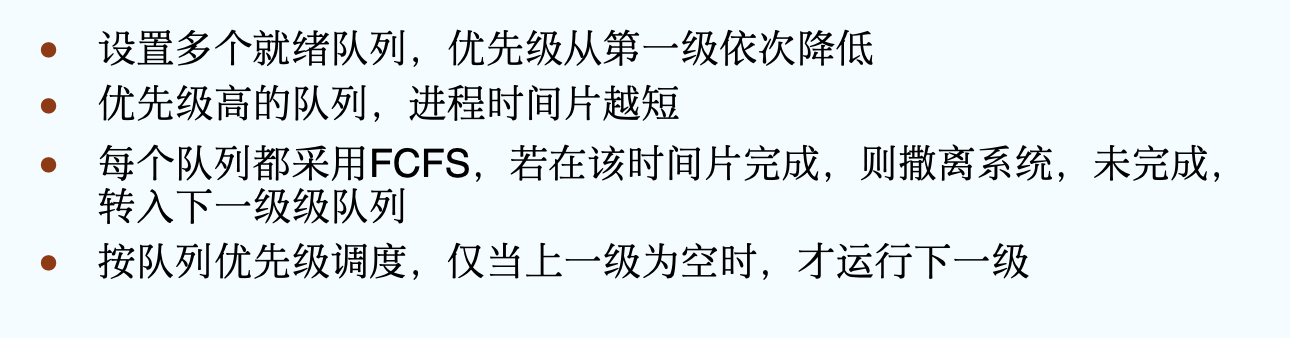 • 设置多个就绪队列，优先级从第一级依次降低
• 优先级高的队列，进程时间片越短
• 每个队列都采用FCFS，若在该时间片完成，则撒离系统，未完成，
转入下一级级队列
• 按队列优先级调度，仅当上一级为空时，才运行下一级